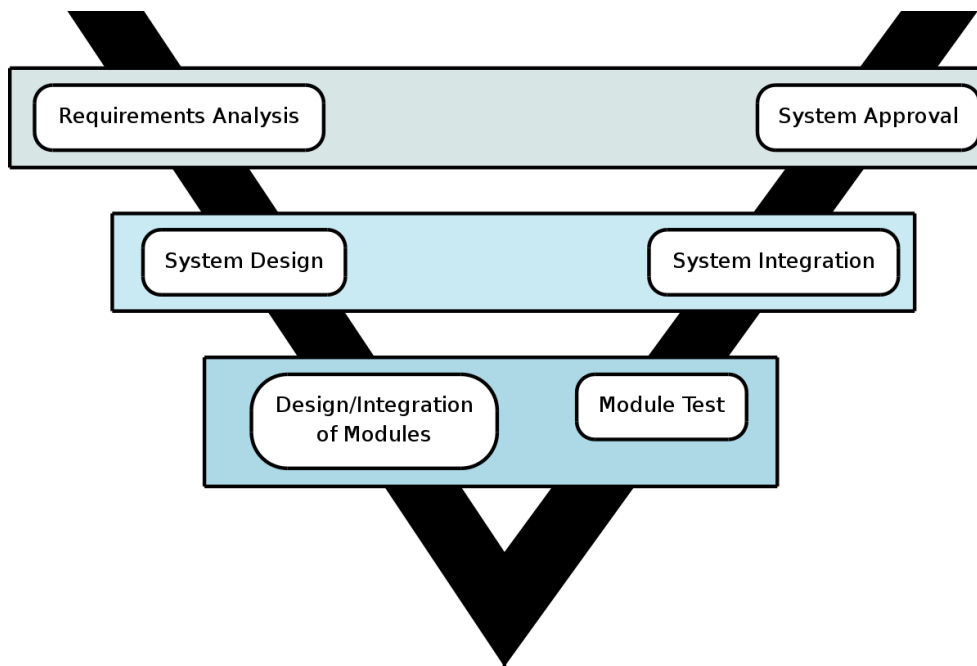 Requirements Analysis
System Approval
System Design
System Integration
Design/Integration
of Modules
Module Test